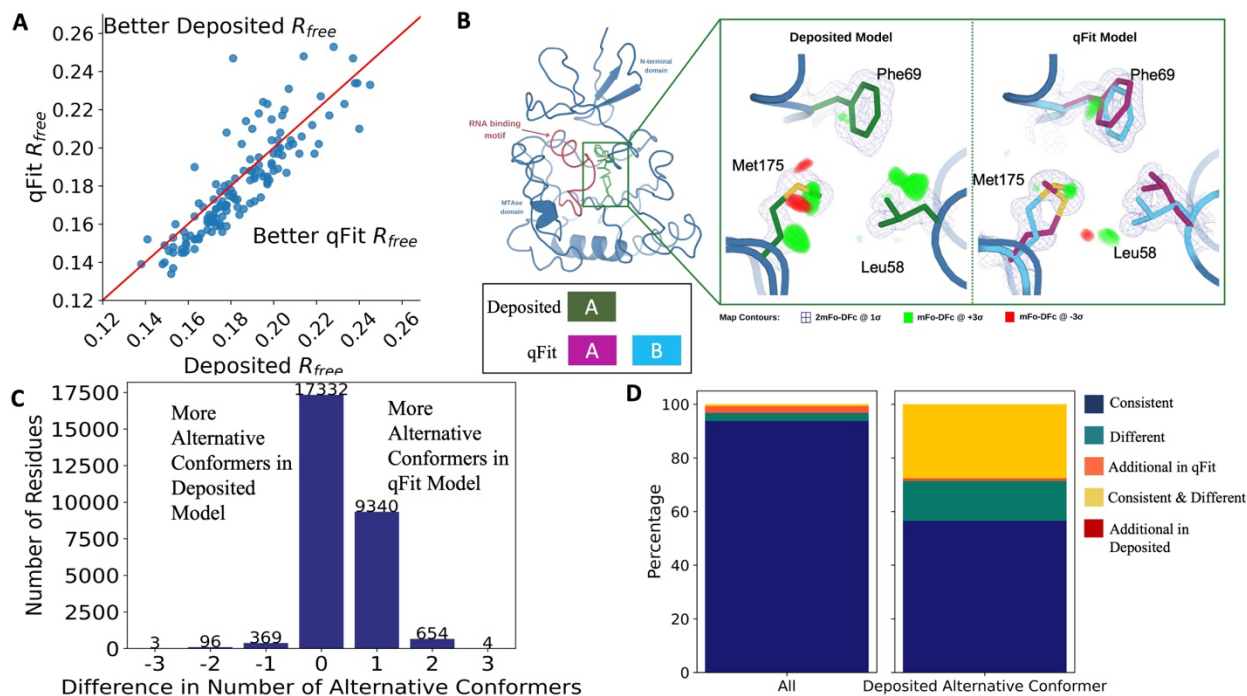 A
Better Deposited R_free
Better qFit R_free
qFit R_free
0.26
0.24
0.22
0.20
0.18
0.16
0.14
0.12
0.12
0.14
0.16
0.18
0.20
0.22
0.24
0.26
Deposited R_free
B
N-terminal
domain
RNA binding
motif
MTAse
domain
Deposited A
qFit A B
Deposited Model
qFit Model
Phe69
Met175
Leu58
Phe69
Met175
Leu58
Map Contours: 2mFo-DFc @ 1σ mFo-DFc @ +3σ mFo-DFc @ -3σ
C
More
Alternative
Conformers in
Deposited
Model
More
Alternative
Conformers in
qFit Model
Number of Residues
17500
15000
12500
10000
7500
5000
2500
0
3
96
369
17332
9340
654
4
-3 -2 -1 0 1 2 3
Difference in Number of Alternative Conformers
D
Percentage
100
80
60
40
20
0
All
Deposited Alternative Conformer
Consistent
Different
Additional in qFit
Consistent & Different
Additional in
Deposited